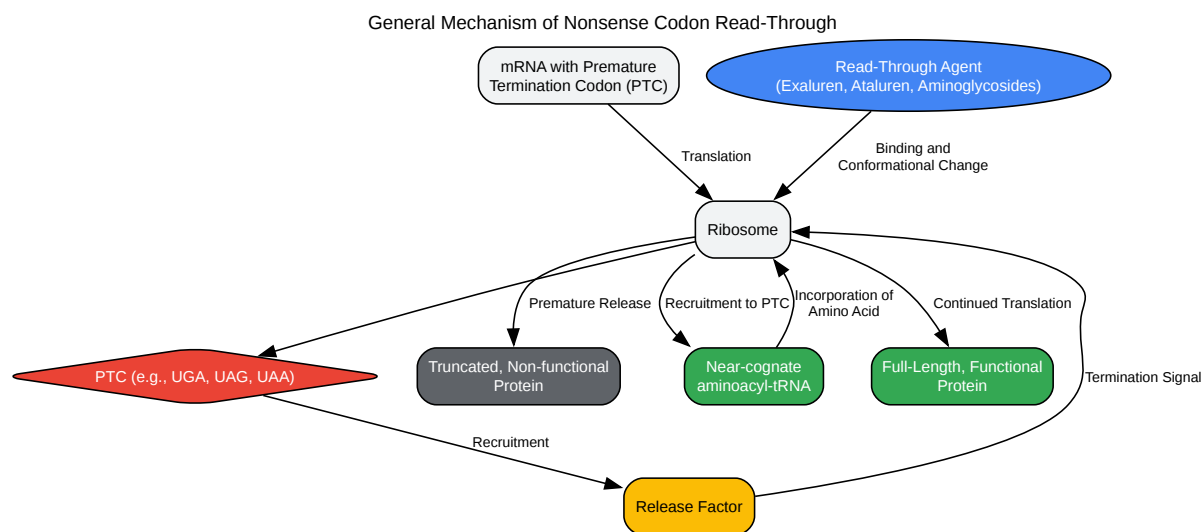 General Mechanism of Nonsense Codon Read-Through
mRNA with Premature
Termination Codon (PTC)
Read-Through Agent
(Exaluren, Ataluren, Aminoglycosides)
Translation
Binding and
Conformational Change
Ribosome
Premature Release
Recruitment to PTC
Incorporation of
Amino Acid
Continued Translation
PTC (e.g., UGA, UAG, UAA)
Truncated, Non-functional
Protein
Near-cognate
aminoacyl-tRNA
Full-Length, Functional
Protein
Termination Signal
Recruitment
Release Factor